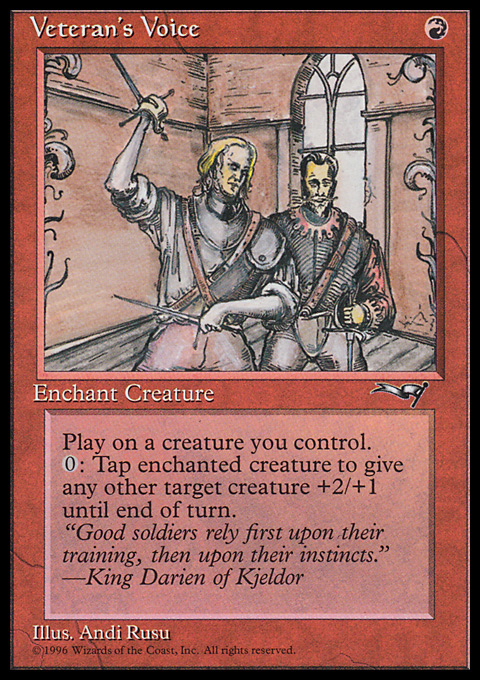 Veteran's Voice
Enchant Creature
Play on a creature you control.
0: Tap enchanted creature to give
any other target creature +2/+1
until end of turn.
“Good soldiers rely first upon their
training, then upon their instincts.”
—King Darien of Kjeldor
Illus. Andi Rusu
©1996 Wizards of the Coast, Inc. All rights reserved.